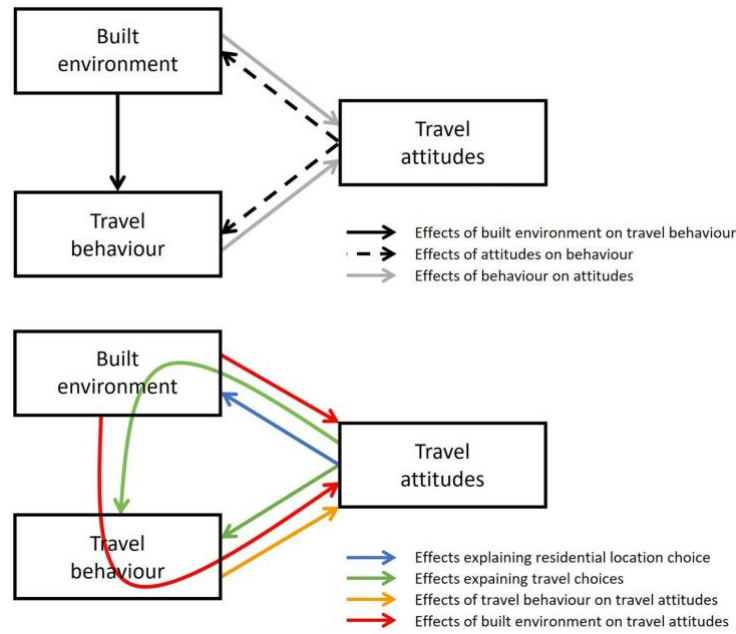 Built
environment
Travel
attitudes
Travel
behaviour
Effects of built environment on travel behaviour
Effects of attitudes on behaviour
Effects of behaviour on attitudes
Built
environment
Travel
attitudes
Travel
behaviour
Effects explaining residential location choice
Effects expaining travel choices
Effects of travel behaviour on travel attitudes
Effects of built environment on travel attitudes